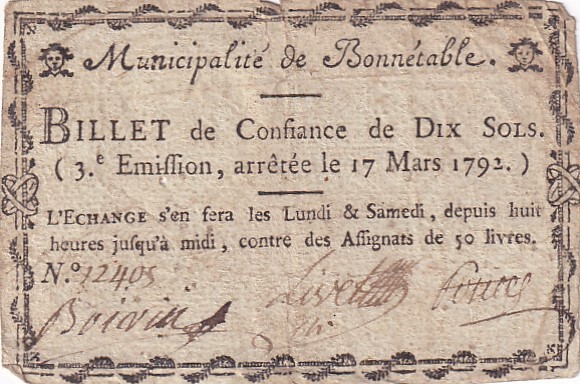 Municipalité de Bonnétable.
BILLET de Confiance de DIX SOLS.
( 3.e Emiſſion, arrêtée le 17 Mars 1792. )
L'ECHANGE s'en fera les Lundi & Samedi, depuis huit
heures juſqu'à midi, contre des Aſſignats de 50 livres.
N.o 12405
Boivin